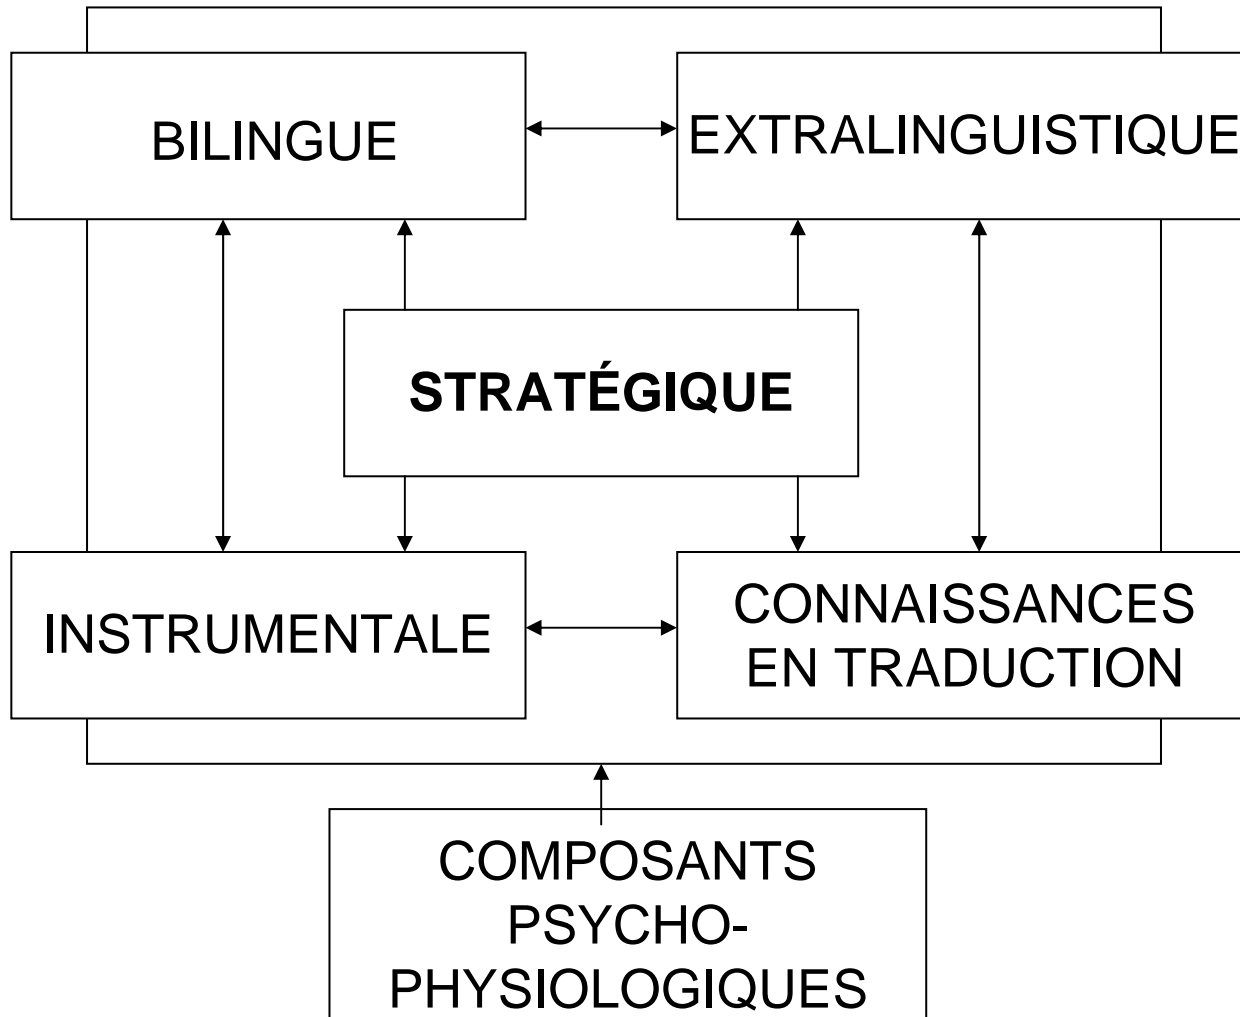 BILINGUE
EXTRALINGUISTIQUE
STRATÉGIQUE
INSTRUMENTALE
CONNAISSANCES
EN TRADUCTION
COMPOSANTS
PSYCHO-
PHYSIOLOGIQUES